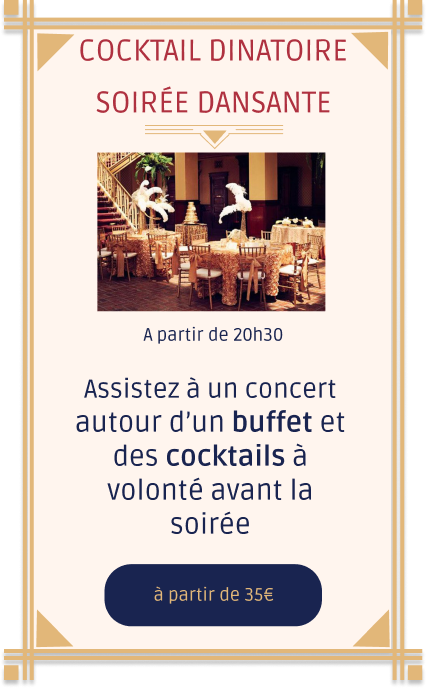 COCKTAIL DINATOIRE
SOIRÉE DANSANTE
A partir de 20h30
Assistez à un concert
autour d’un buffet et
des cocktails à
volonté avant la
soirée
à partir de 35€